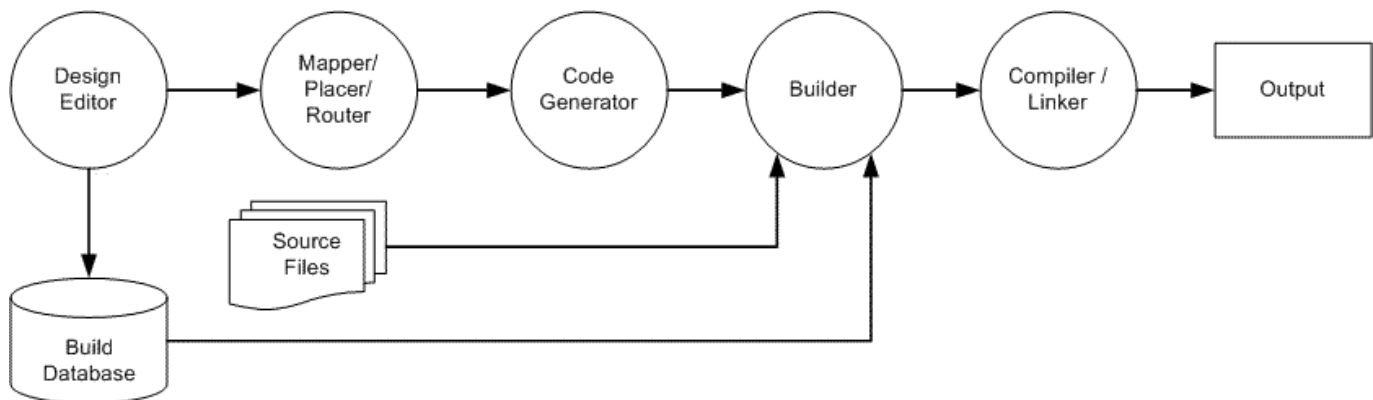 Design
Editor
Mapper/
Placer/
Router
Code
Generator
Builder
Compiler /
Linker
Output
Source
Files
Build
Database